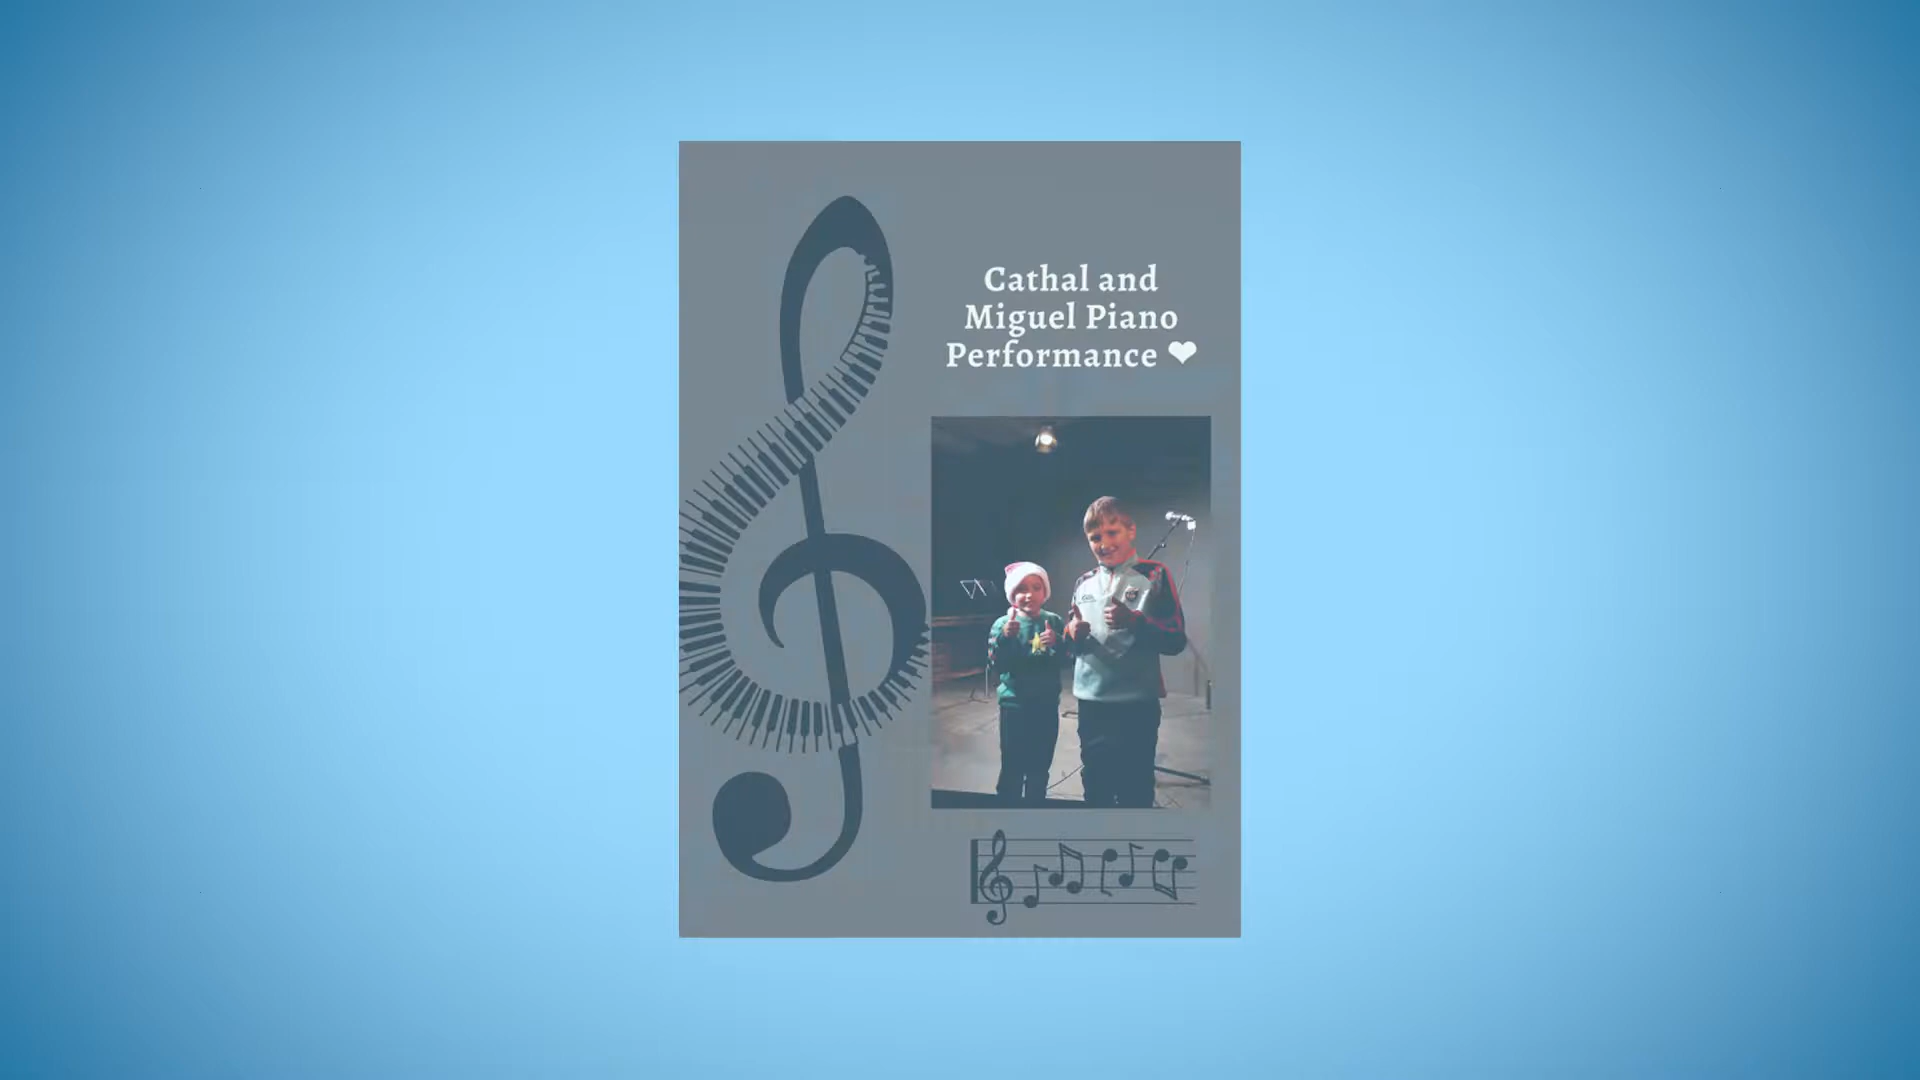 Cathal and
Miguel Piano
Performance ❤